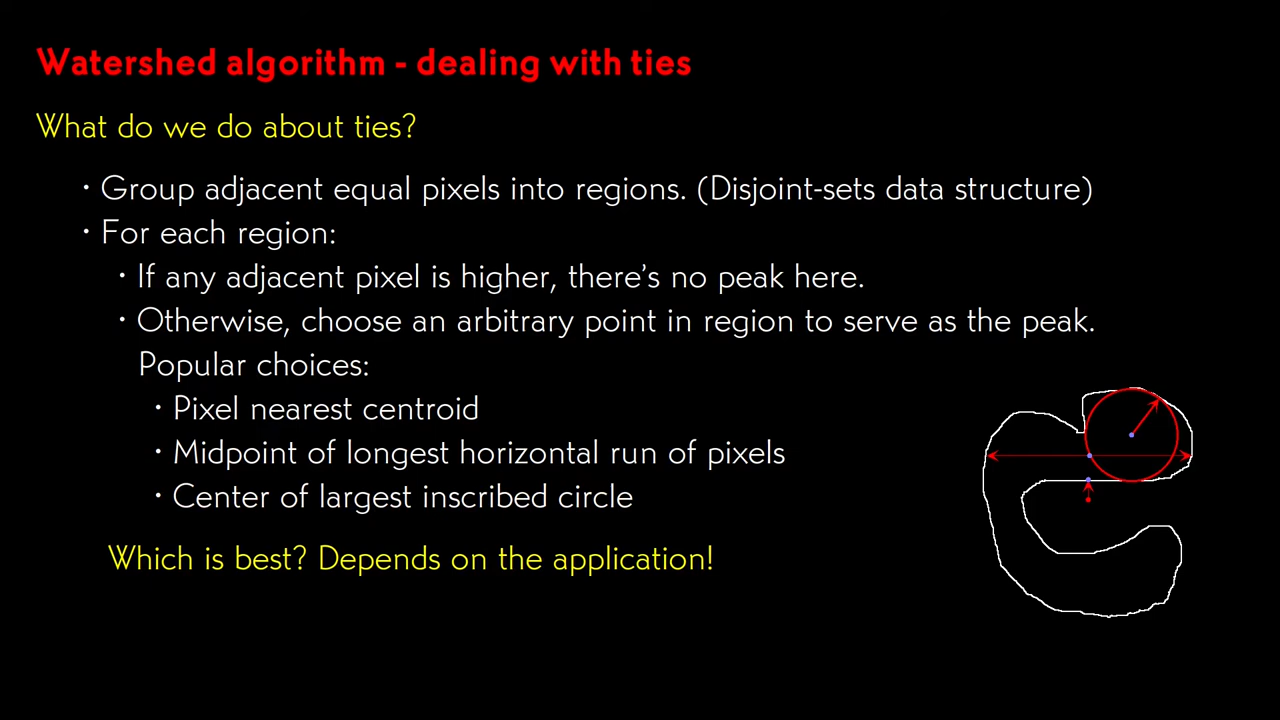 Watershed algorithm - dealing with ties
What do we do about ties?
• Group adjacent equal pixels into regions. (Disjoint-sets data structure)
• For each region:
• If any adjacent pixel is higher, there's no peak here.
• Otherwise, choose an arbitrary point in region to serve as the peak.
Popular choices:
• Pixel nearest centroid
• Midpoint of longest horizontal run of pixels
• Center of largest inscribed circle
Which is best? Depends on the application!